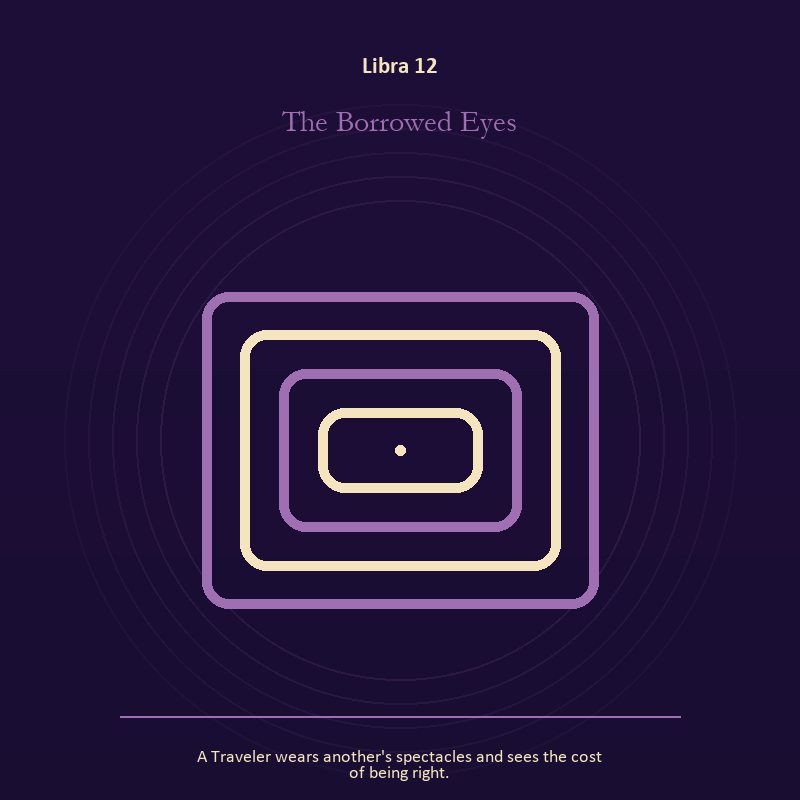 Libra 12
The Borrowed Eyes
A Traveler wears another's spectacles and sees the cost
of being right.